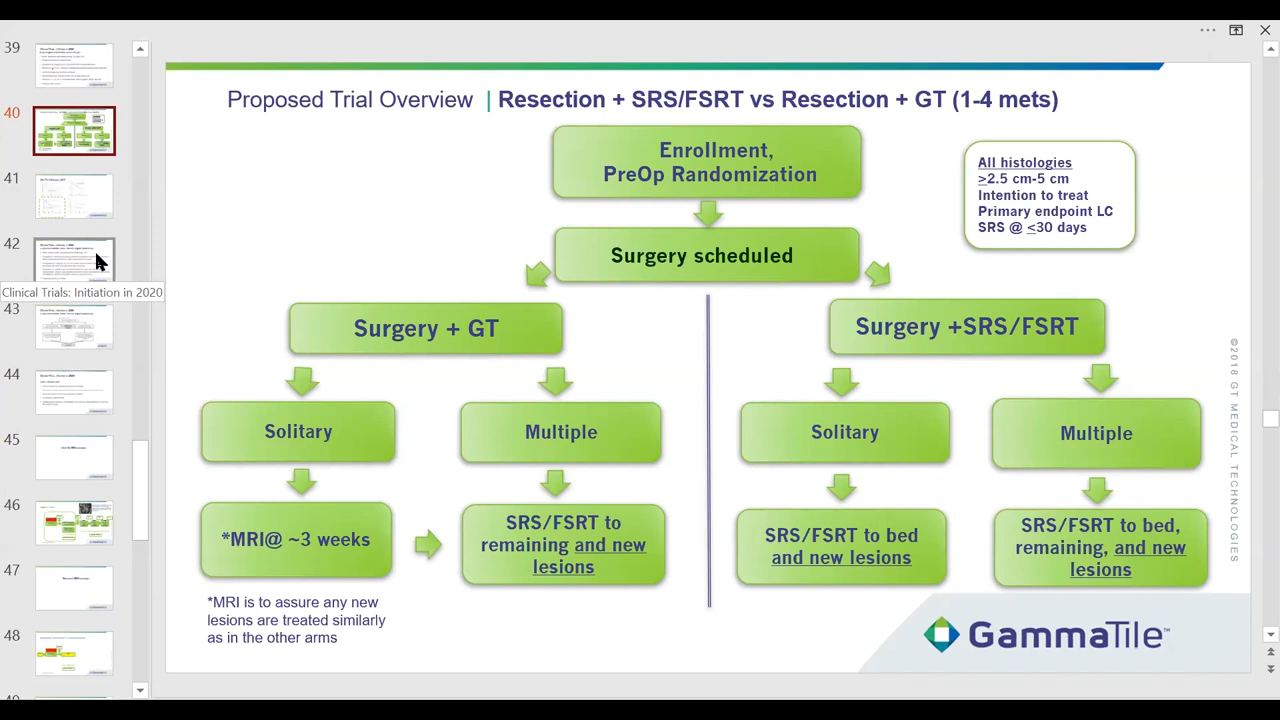 39
40
41
42
Clinical Trials: Initiation in 2020
43
44
45
46
47
48
Proposed Trial Overview | Resection + SRS/FSRT vs Resection + GT (1-4 mets)
Enrollment,
PreOp Randomization
All histologies
>2.5 cm-5 cm
Intention to treat
Primary endpoint LC
SRS @ <30 days
Surgery scheduled
Surgery + GT
Surgery +SRS/FSRT
Solitary
Multiple
Solitary
Multiple
*MRI@ ~3 weeks
SRS/FSRT to
remaining and new
lesions
SRS/FSRT to bed
and new lesions
SRS/FSRT to bed,
remaining, and new
lesions
*MRI is to assure any new
lesions are treated similarly
as in the other arms
©2018 GT MEDICAL TECHNOLOGIES
GAMMATILE™